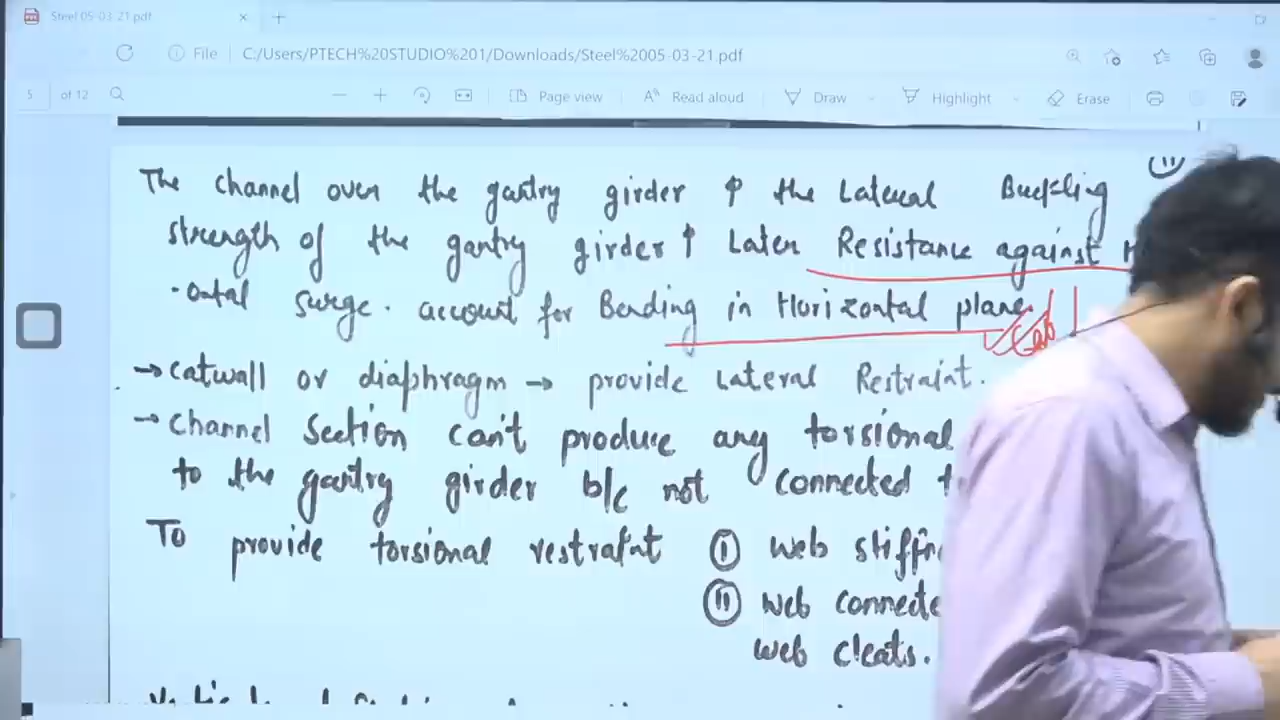 Steel 05-03-21.pdf
File C:/Users/PTECH%20STUDIO%201/Downloads/Steel%2005-03-21.pdf
5 of 12 Page view Read aloud Draw Highlight Erase
(11)
The channel over the gantry girder ↑ the Lateral Buckling
strength of the gantry girder ↑ Later Resistance against
ontal surge. account for Bending in Horizontal plane.
→ catwall or diaphragm → provide Lateral Restraint.
→ channel Section can't produce any torsional
to the gantry girder b/c not connected
To provide torsional restraint (I) web stiffn
(II) web connecte
web cleats.